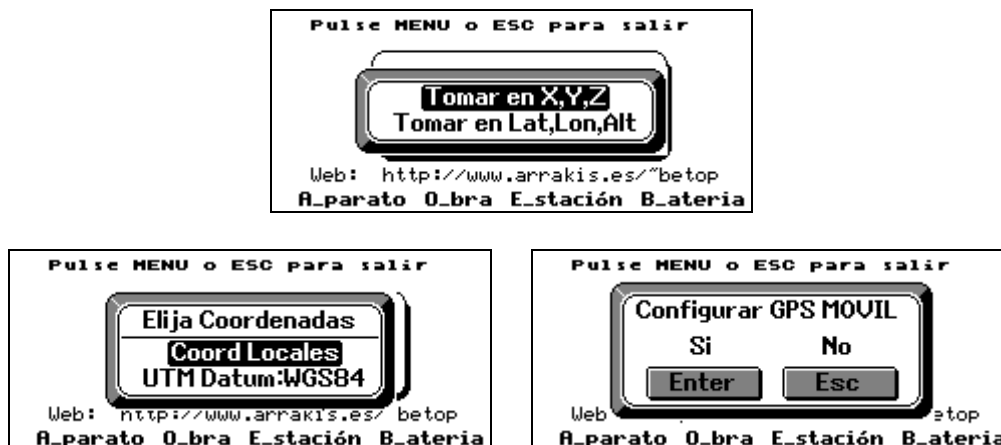 Pulse MENU o ESC para salir
Tomar en X,Y,Z
Tomar en Lat,Lon,Alt
Web: http://www.arrakis.es/~betop
A_parato O_bra E_stación B_ateria
Pulse MENU o ESC para salir
Elija Coordenadas
Coord Locales
UTM Datum:WGS84
Web: http://www.arrakis.es/ betop
A_parato O_bra E_stación B_ateria
Pulse MENU o ESC para salir
Configurar GPS MOVIL
Si No
Enter Esc
Web etop
A_parato O_bra E_stación B_ateria